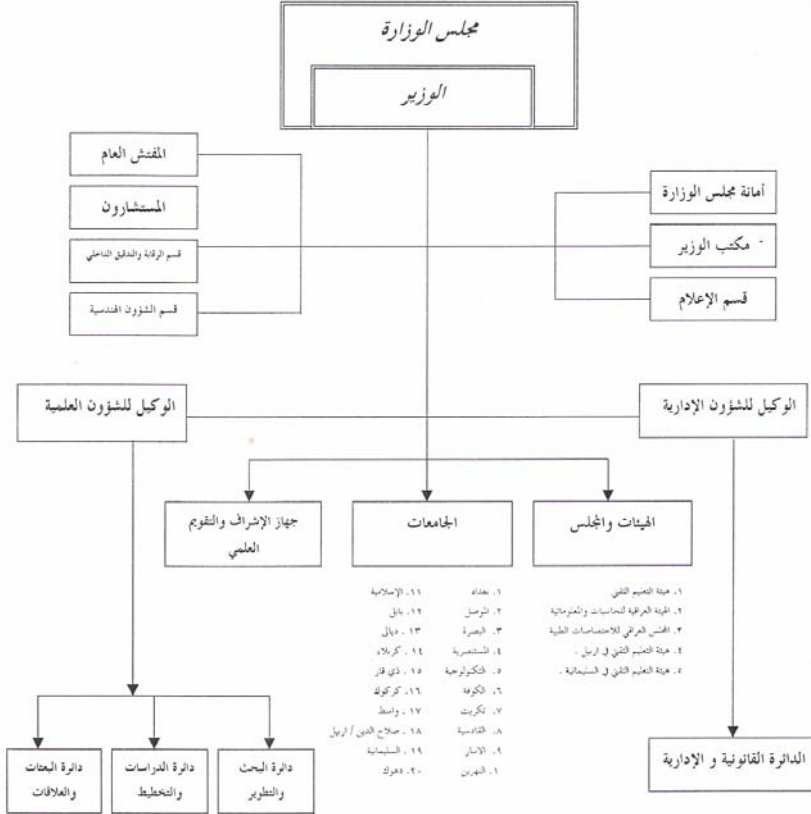 مجلس الوزارة
الوزير
المفتش العام
المستشارون
قسم الرقابة والتدقيق الداخلي
قسم الشؤون الهندسية
أمانة مجلس الوزارة
- مكتب الوزير
قسم الإعلام
الوكيل للشؤون الإدارية
الوكيل للشؤون العلمية
الهيئات والمجلس
الجامعات
جهاز الإشراف والتقويم
العلمي
١. هيئة التعليم التقني
٢. الهيئة العراقية للحاسبات والمعلوماتية
٣. المجلس العراقي للاختصاصات الطبية
٤. هيئة التعليم التقني في اربيل .
٥. هيئة التعليم التقني في السليمانية .
١. بغداد
٢. الموصل
٣. البصرة
٤. المستنصرية
٥. التكنولوجية
٦. الكوفة
٧. تكريت
٨. القادسية
٩. الانبار
١. النهرين
١١. الإسلامية
١٢. بابل
١٣. ديالى
١٤. كربلاء
١٥. ذي قار
١٦. كركوك
١٧. واسط
١٨. صلاح الدين / اربيل
١٩. السليمانية
٢٠. دهوك
الدائرة القانونية و الإدارية
دائرة البحث
والتطوير
دائرة الدراسات
والتخطيط
دائرة البعثات
والعلاقات